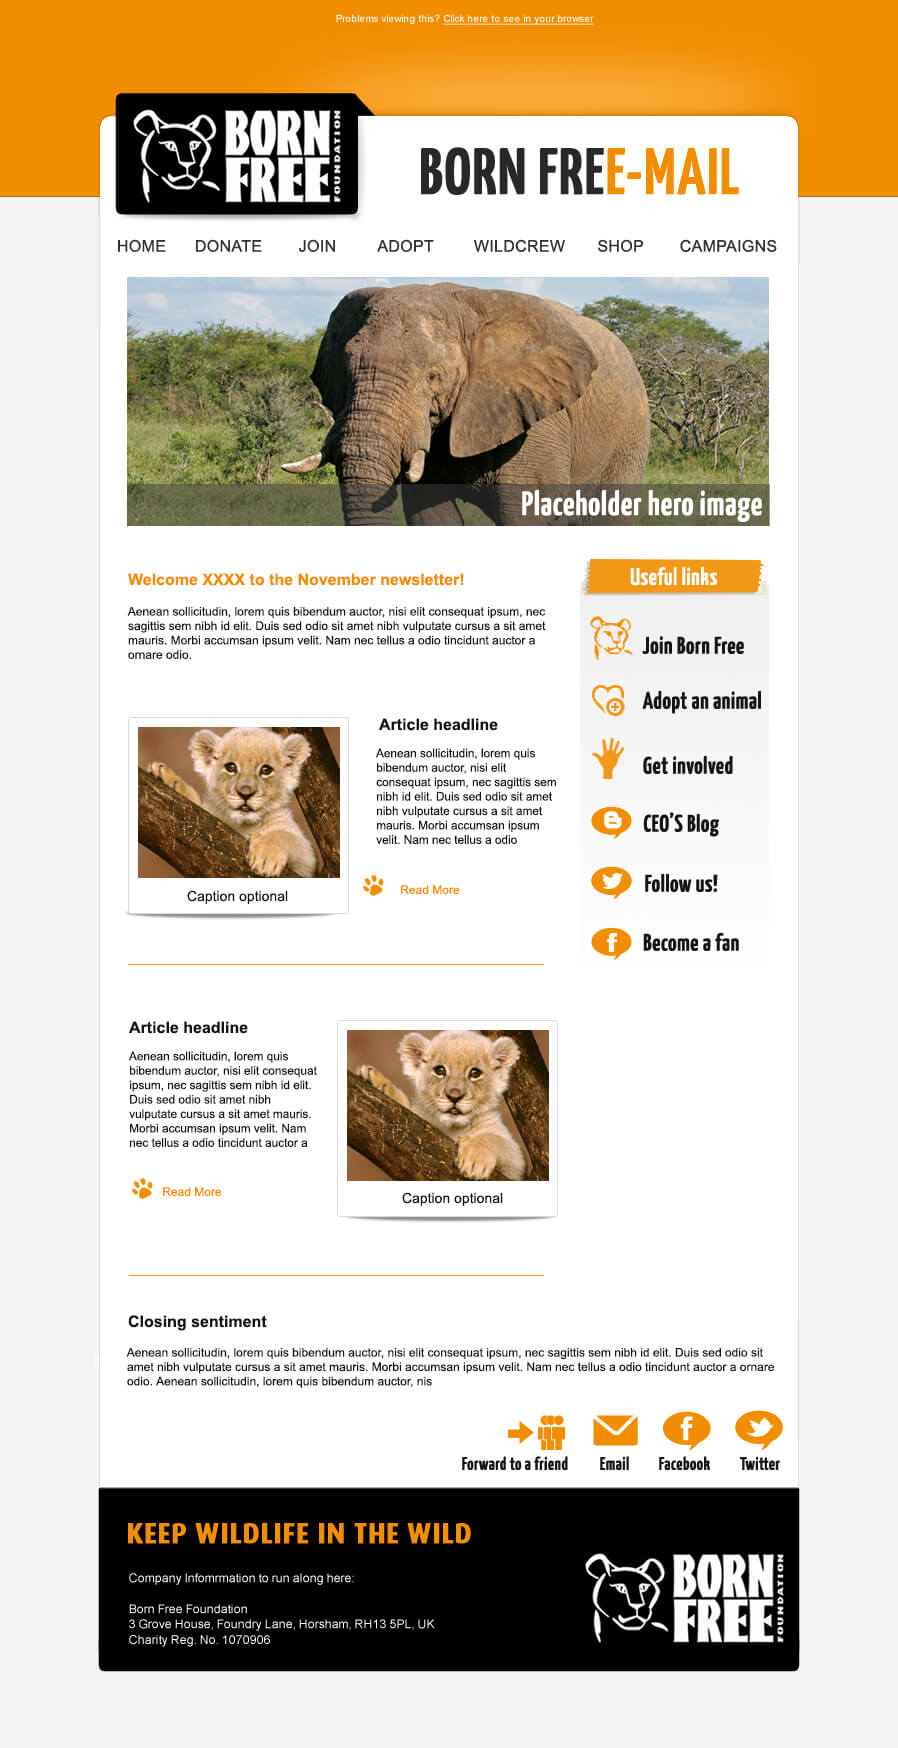 Problems viewing this? Click here to see in your browser
BORN
FREE
FOUNDATION
BORN FREE-MAIL
HOME DONATE JOIN ADOPT WILDCREW SHOP CAMPAIGNS
Placeholder hero image
Welcome XXXX to the November newsletter!
Aenean sollicitudin, lorem quis bibendum auctor, nisi elit consequat ipsum, nec
sagittis sem nibh id elit. Duis sed odio sit amet nibh vulputate cursus a sit amet
mauris. Morbi accumsan ipsum velit. Nam nec tellus a odio tincidunt auctor a
ornare odio.
Useful links
Join Born Free
Adopt an animal
Get involved
CEO'S Blog
Follow us!
Become a fan
Caption optional
Article headline
Aenean sollicitudin, lorem quis
bibendum auctor, nisi elit
consequat ipsum, nec sagittis sem
nibh id elit. Duis sed odio sit amet
nibh vulputate cursus a sit amet
mauris. Morbi accumsan ipsum
velit. Nam nec tellus a odio
Read More
Article headline
Aenean sollicitudin, lorem quis
bibendum auctor, nisi elit consequat
ipsum, nec sagittis sem nibh id elit.
Duis sed odio sit amet nibh
vulputate cursus a sit amet mauris.
Morbi accumsan ipsum velit. Nam
nec tellus a odio tincidunt auctor a
Read More
Caption optional
Closing sentiment
Aenean sollicitudin, lorem quis bibendum auctor, nisi elit consequat ipsum, nec sagittis sem nibh id elit. Duis sed odio sit
amet nibh vulputate cursus a sit amet mauris. Morbi accumsan ipsum velit. Nam nec tellus a odio tincidunt auctor a ornare
odio. Aenean sollicitudin, lorem quis bibendum auctor, nis
Forward to a friend Email Facebook Twitter
KEEP WILDLIFE IN THE WILD
Company Infomrmation to run along here:
Born Free Foundation
3 Grove House, Foundry Lane, Horsham, RH13 5PL, UK
Charity Reg. No. 1070906
BORN
FREE
FOUNDATION